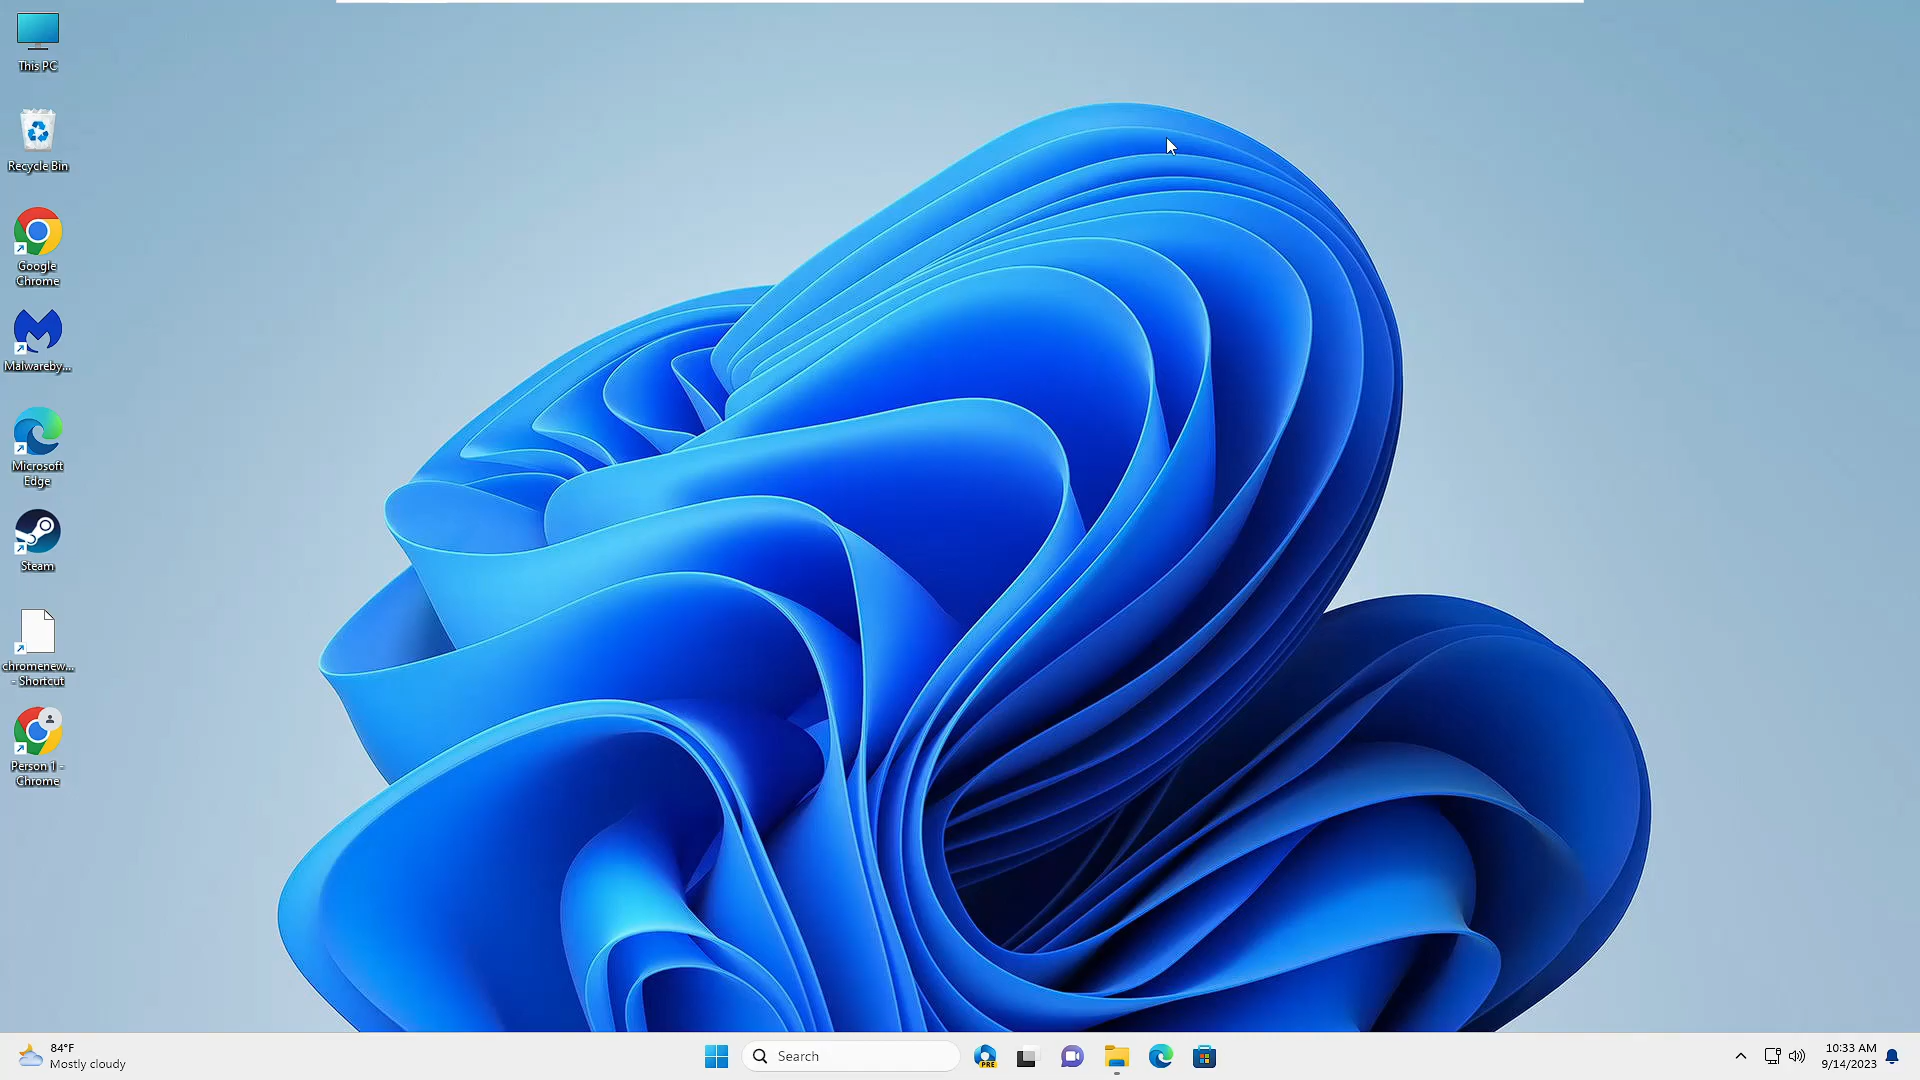 This PC
Recycle Bin
Google
Chrome
Malwareby...
Microsoft
Edge
Steam
chromenew...
- Shortcut
Person 1 -
Chrome
84°F
Mostly cloudy
Search
PRE
10:33 AM
9/14/2023